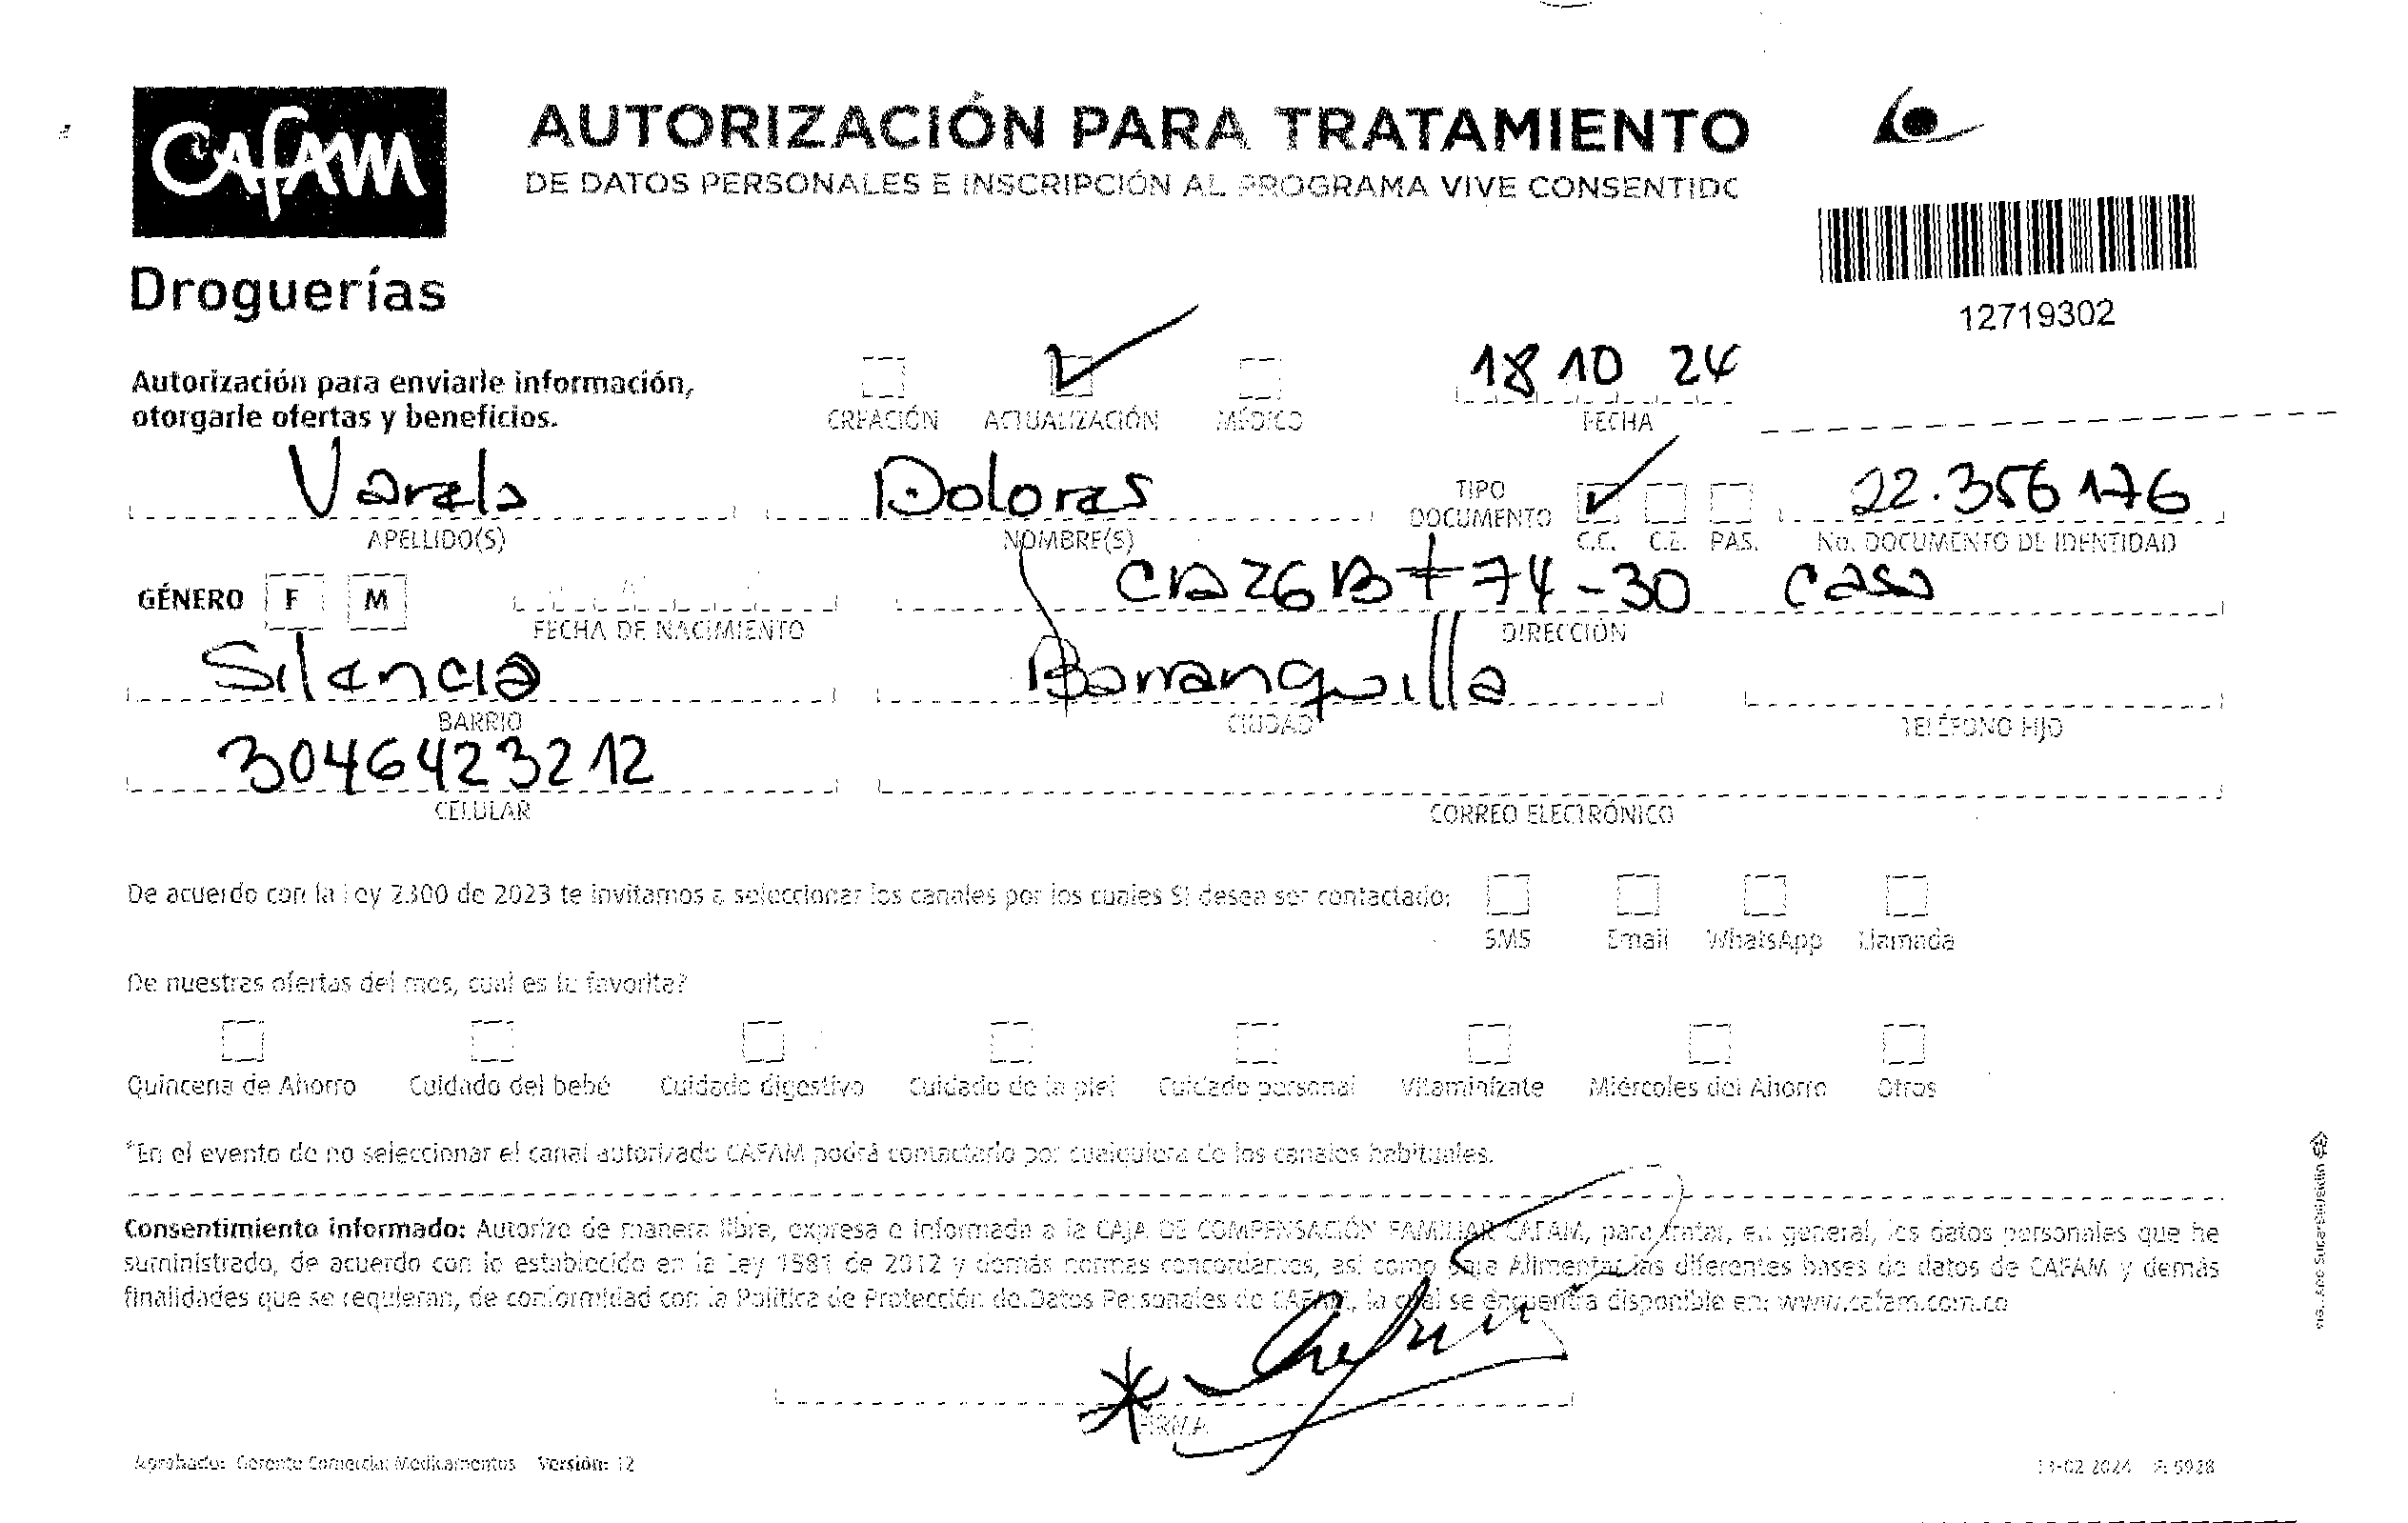 CAFAM
Droguerías
AUTORIZACIÓN PARA TRATAMIENTO
DE DATOS PERSONALES E INSCRIPCIÓN AL PROGRAMA VIVE CONSENTIDO
12719302
Autorización para enviarle información,
otorgarle ofertas y beneficios.
CREACIÓN ACTUALIZACIÓN MÉDICO
18 10 24
FECHA
Varela Dolores 22.356176
APELLIDO(S) NOMBRE(S) TIPO DOCUMENTO C.C. C.E. PAS. No. DOCUMENTO DE IDENTIDAD
GÉNERO F M Cra 26B # 74-30 casa
FECHA DE NACIMIENTO DIRECCIÓN
Silencio Barranquilla
BARRIO CIUDAD TELÉFONO FIJO
3046423212
CELULAR CORREO ELECTRÓNICO
De acuerdo con la Ley 2300 de 2023 te invitamos a seleccionar los canales por los cuales SI desea ser contactado:
SMS Email WhatsApp Llamada
De nuestras ofertas del mes, cual es tu favorita?
Quincena de Ahorro Cuidado del bebé Cuidado digestivo Cuidado de la piel Cuidado personal Vitamínizate Miércoles del Ahorro Otros
*En el evento de no seleccionar el canal autorizado CAFAM podrá contactarlo por cualquiera de los canales habituales.
Consentimiento informado: Autorizo de manera libre, expresa e informada a la CAJA DE COMPENSACIÓN FAMILIAR CAFAM, para tratar, en general, los datos personales que he
suministrado, de acuerdo con lo establecido en la Ley 1581 de 2012 y demás normas concordantes, así como para Alimentar las diferentes bases de datos de CAFAM y demás
finalidades que se requieran, de conformidad con la Política de Protección de Datos Personales de CAFAM, la cual se encuentra disponible en: www.cafam.com.co
FIRMA
Aprobado: Gerente Comercial Medicamentos Versión: 12